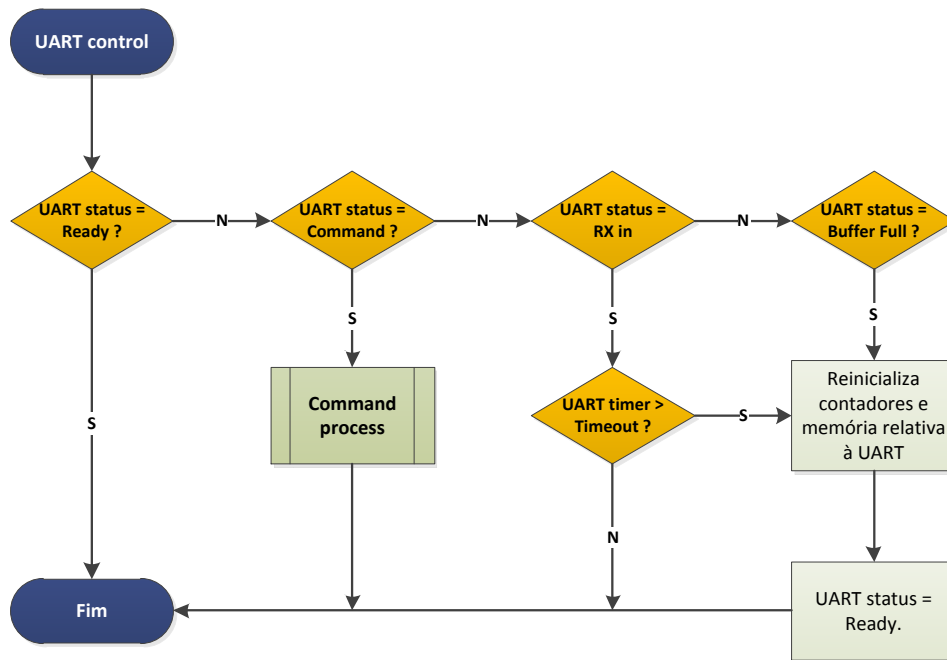 UART control
UART status =
Ready ?
N
UART status =
Command ?
N
UART status =
RX in
N
UART status =
Buffer Full ?
S
S
S
S
Command
process
UART timer >
Timeout ?
S
Reinicializa
contadores e
memória relativa
à UART
N
Fim
UART status =
Ready.